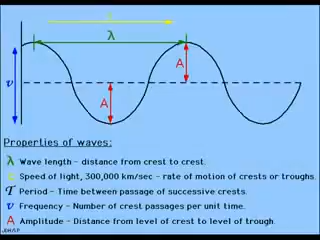 λ
A
ν
A
Properties of waves:
λ Wave length - distance from crest to crest.
c Speed of light, 300,000 km/sec - rate of motion of crests or troughs.
T Period - Time between passage of successive crests.
ν Frequency - Number of crest passages per unit time.
A Amplitude - Distance from level of crest to level of trough.